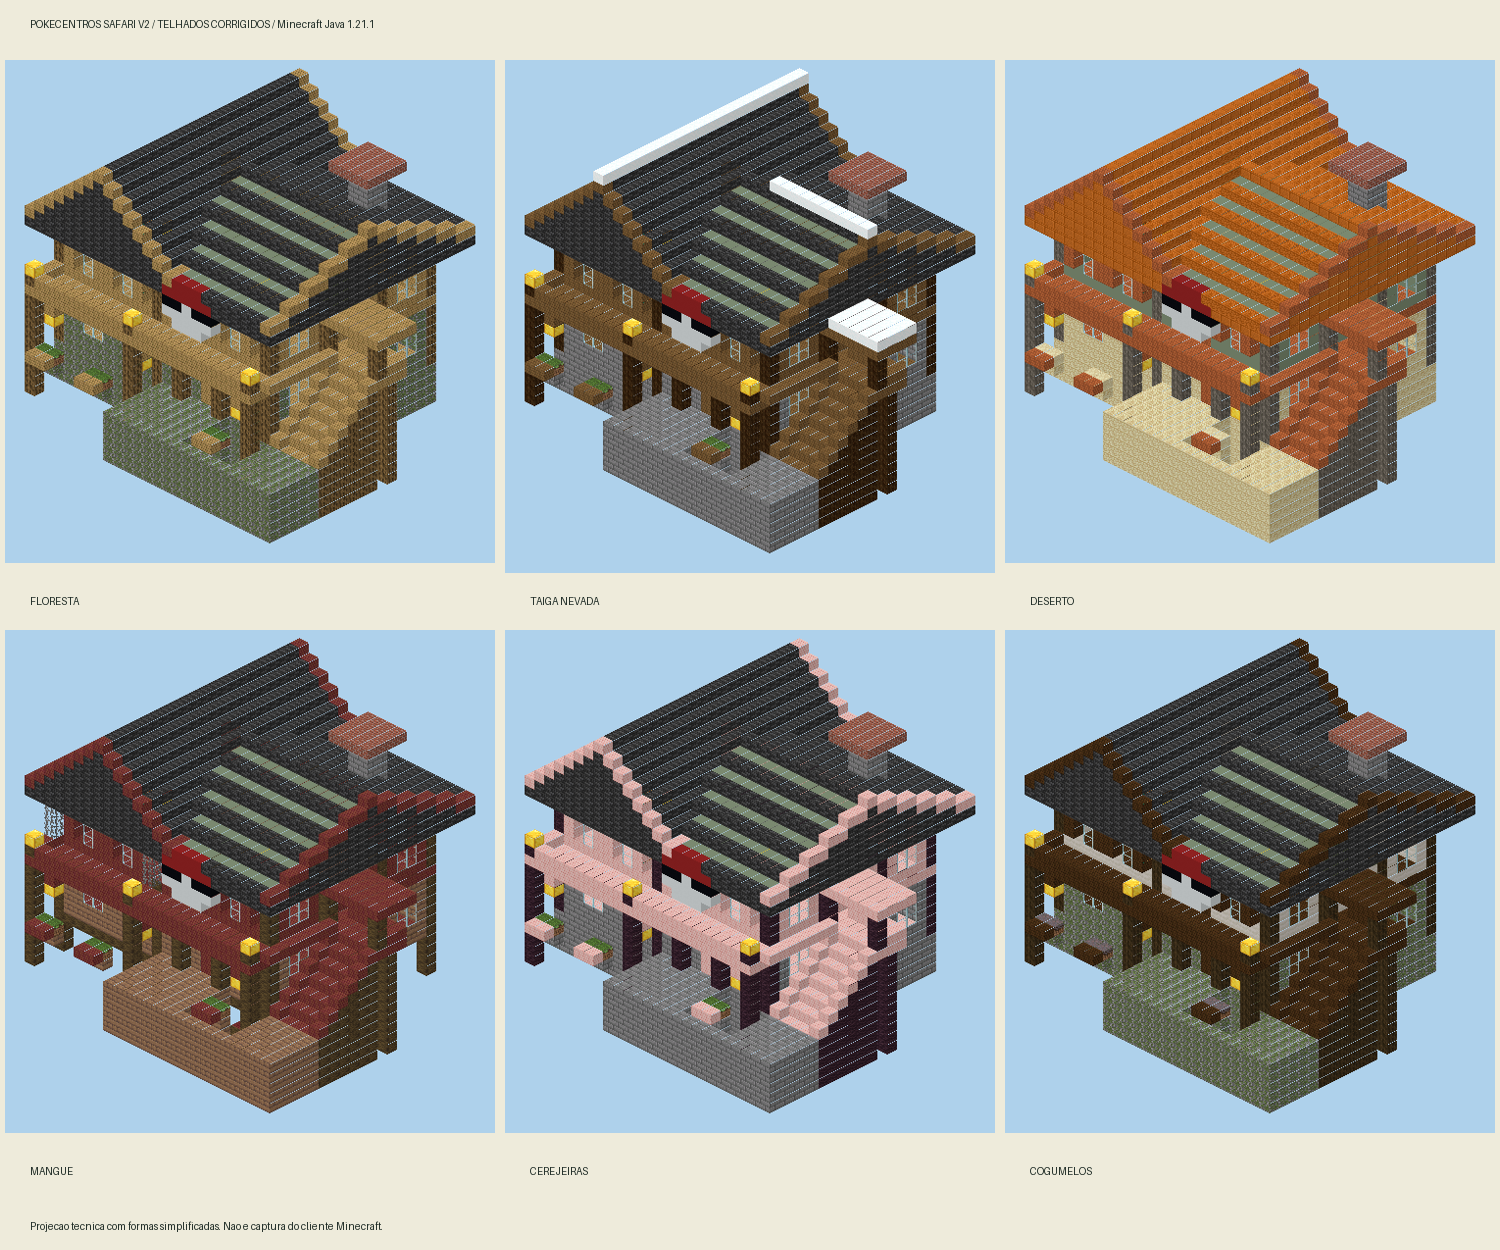 POKECENTROS SAFARI V2 / TELHADOS CORRIGIDOS / Minecraft Java 1.21.1
FLORESTA
TAIGA NEVADA
DESERTO
MANGUE
CEREJEIRAS
COGUMELOS
Projecao tecnica com formas simplificadas. Nao e captura do cliente Minecraft.